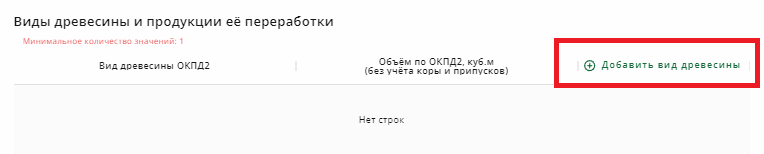 Виды древесины и продукции её переработки
Минимальное количество значений: 1
Вид древесины ОКПД2
Объём по ОКПД2, куб.м
(без учёта коры и припусков)
Добавить вид древесины
Нет строк